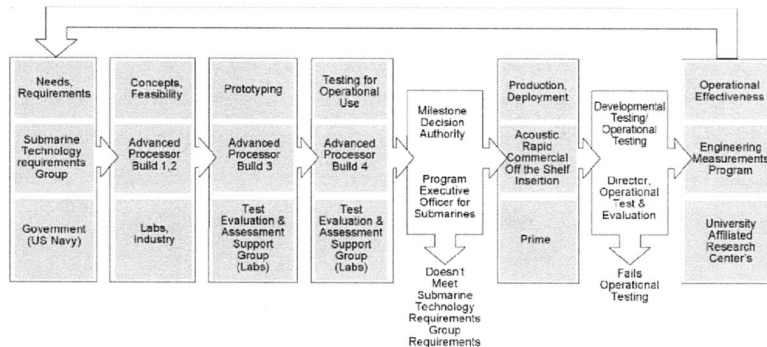 Needs,
Requirements
Submarine
Technology
requirements
Group
Government
(US Navy)
Concepts,
Feasibility
Advanced
Processor
Build 1,2
Labs,
Industry
Prototyping
Advanced
Processor
Build 3
Test
Evaluation &
Assessment
Support
Group
(Labs)
Testing for
Operational
Use
Advanced
Processor
Build 4
Test
Evaluation &
Assessment
Support
Group
(Labs)
Milestone
Decision
Authority
Program
Executive
Officer for
Submarines
Doesn't
Meet
Submarine
Technology
Requirements
Group
Requirements
Production,
Deployment
Acoustic
Rapid
Commercial
Off the Shelf
Insertion
Prime
Developmental
Testing/
Operational
Testing
Director,
Operational
Test &
Evaluation
Fails
Operational
Testing
Operational
Effectiveness
Engineering
Measurements
Program
University
Affiliated
Research
Center's